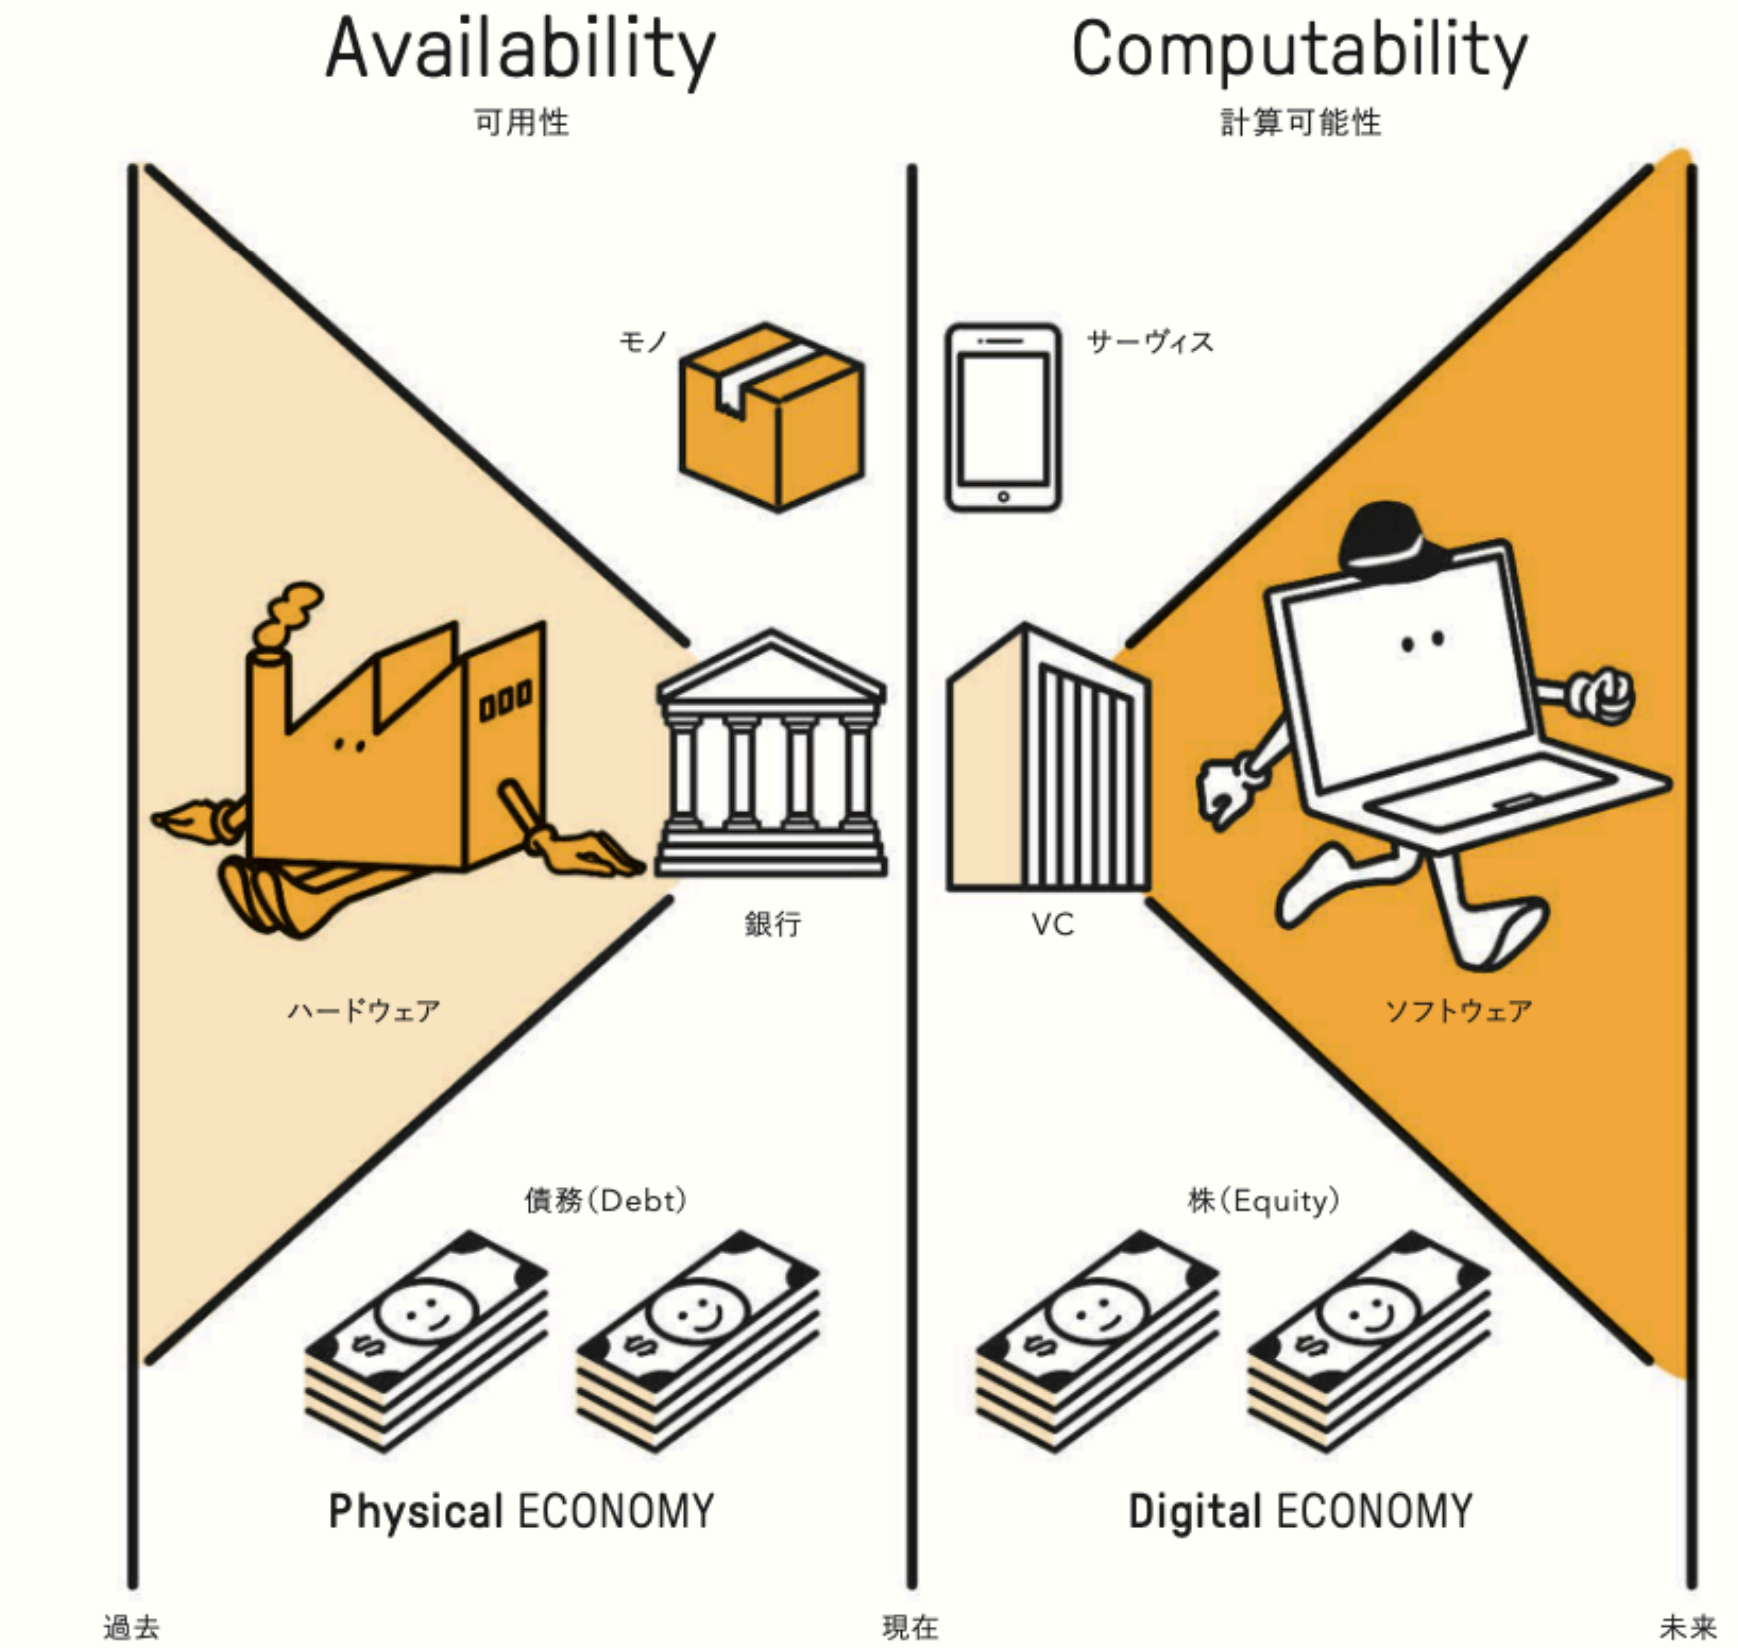 Availability
可用性
Computability
計算可能性
モノ
サーヴィス
銀行
VC
ハードウェア
ソフトウェア
債務(Debt)
株(Equity)
$
$
$
$
Physical ECONOMY
Digital ECONOMY
過去
現在
未来